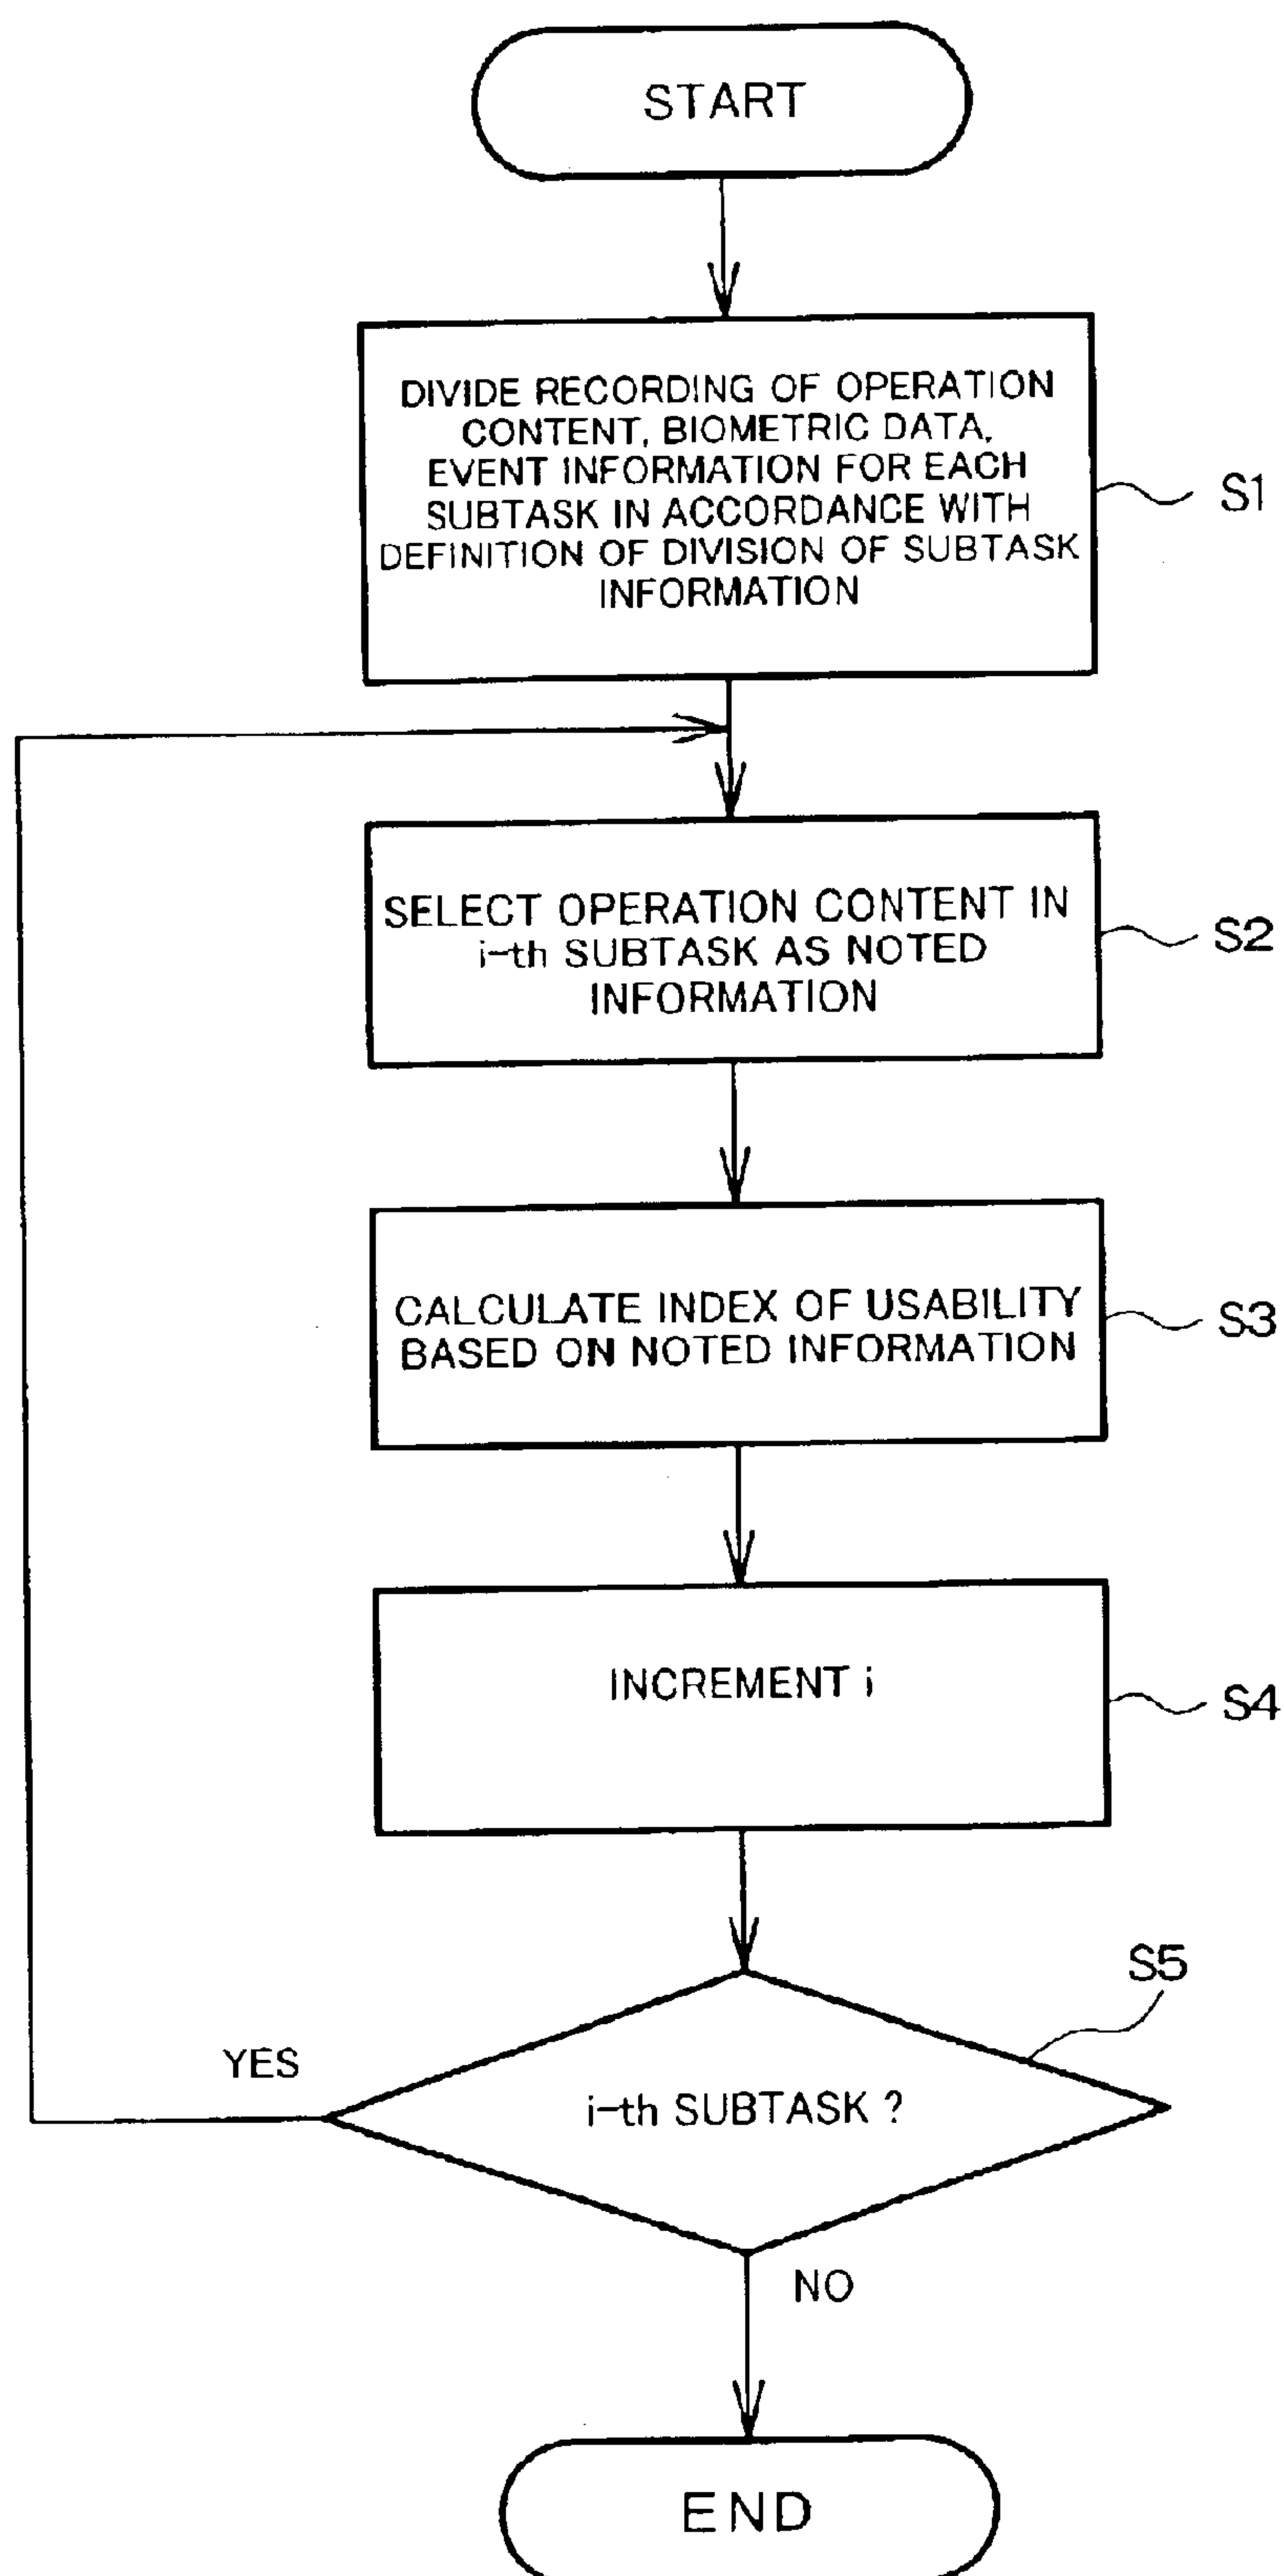 START
DIVIDE RECORDING OF OPERATION
CONTENT, BIOMETRIC DATA,
EVENT INFORMATION FOR EACH
SUBTASK IN ACCORDANCE WITH
DEFINITION OF DIVISION OF SUBTASK
INFORMATION
S1
SELECT OPERATION CONTENT IN
i-th SUBTASK AS NOTED
INFORMATION
S2
CALCULATE INDEX OF USABILITY
BASED ON NOTED INFORMATION
S3
INCREMENT i
S4
S5
YES
i-th SUBTASK ?
NO
END